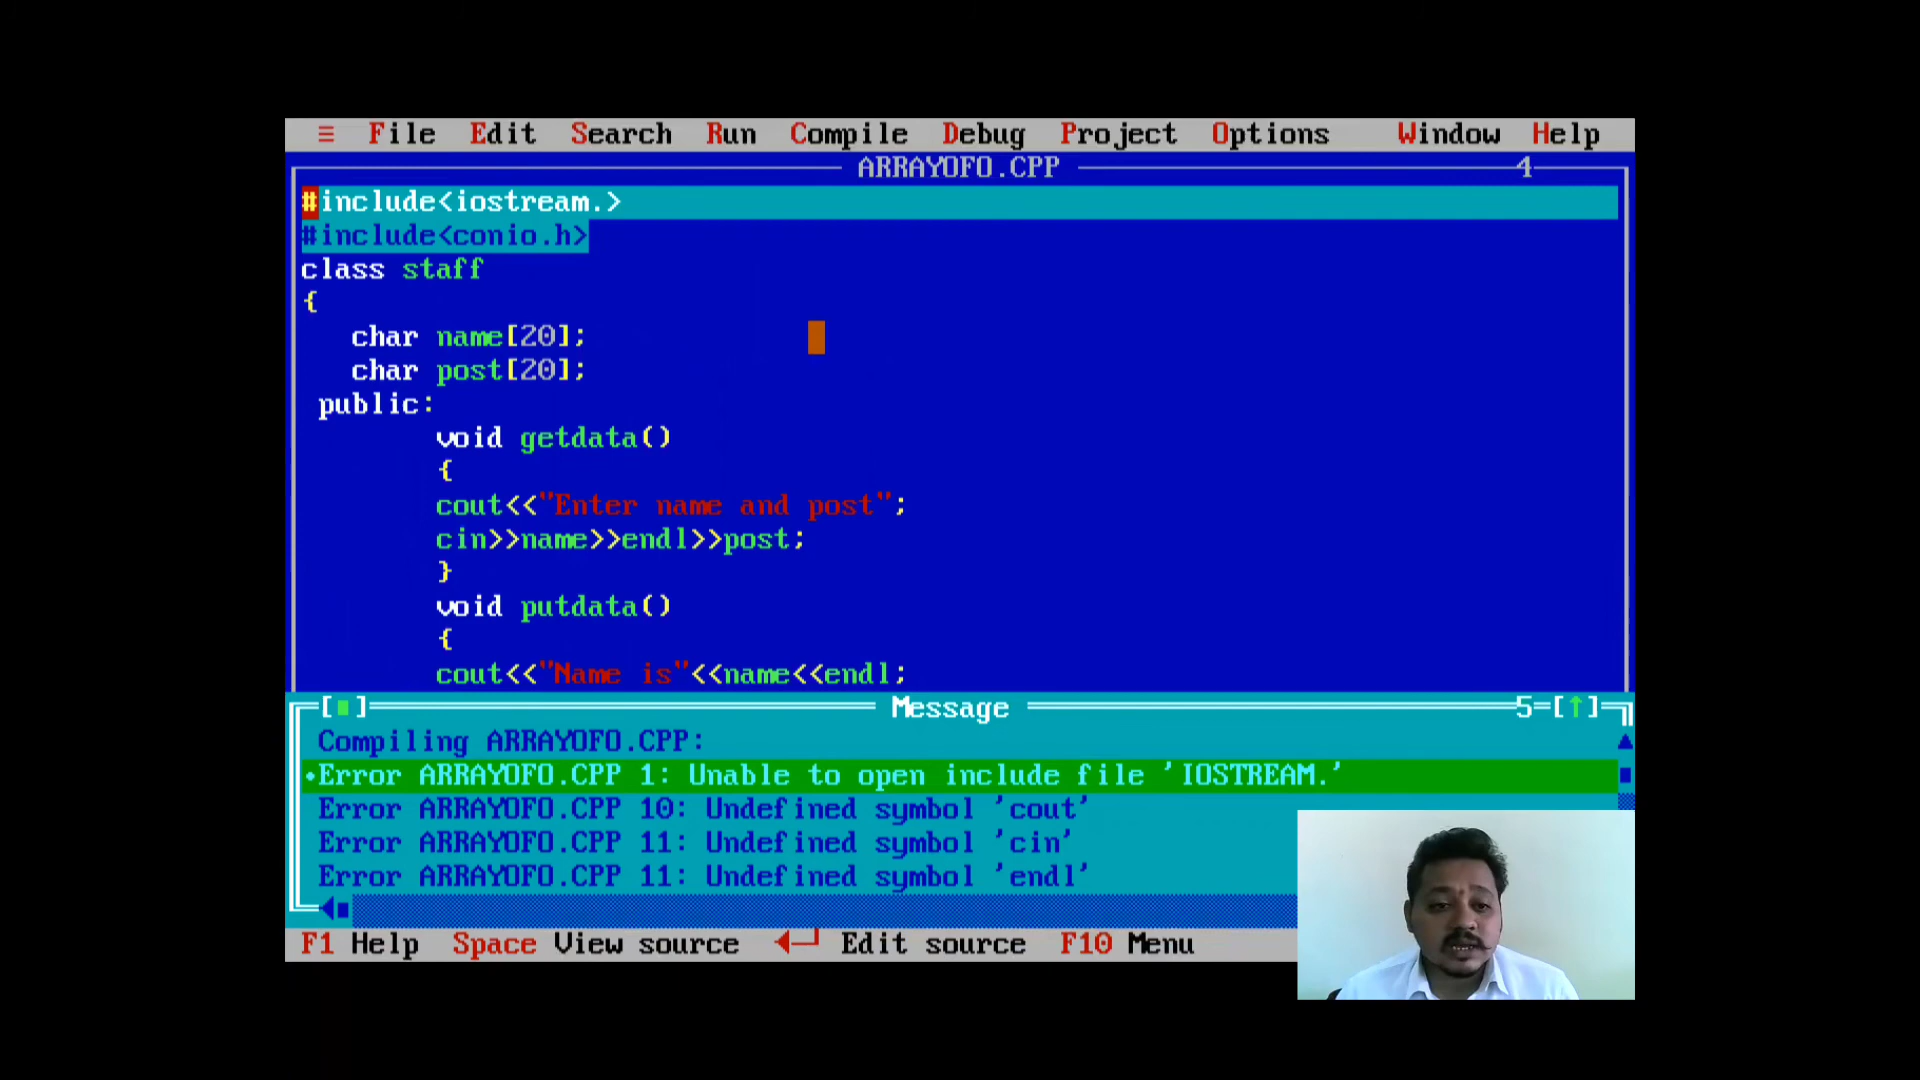 ≡ File Edit Search Run Compile Debug Project Options Window Help
ARRAYOFO.CPP 4
#include<iostream.>
#include<conio.h>
class staff
{
char name[20];
char post[20];
public:
void getdata()
{
cout<<"Enter name and post";
cin>>name>>endl>>post;
}
void putdata()
{
cout<<"Name is"<<name<<endl;
[■] Message 5=[↑]
Compiling ARRAYOFO.CPP:
•Error ARRAYOFO.CPP 1: Unable to open include file 'IOSTREAM.'
Error ARRAYOFO.CPP 10: Undefined symbol 'cout'
Error ARRAYOFO.CPP 11: Undefined symbol 'cin'
Error ARRAYOFO.CPP 11: Undefined symbol 'endl'
F1 Help Space View source ◄─┘ Edit source F10 Menu